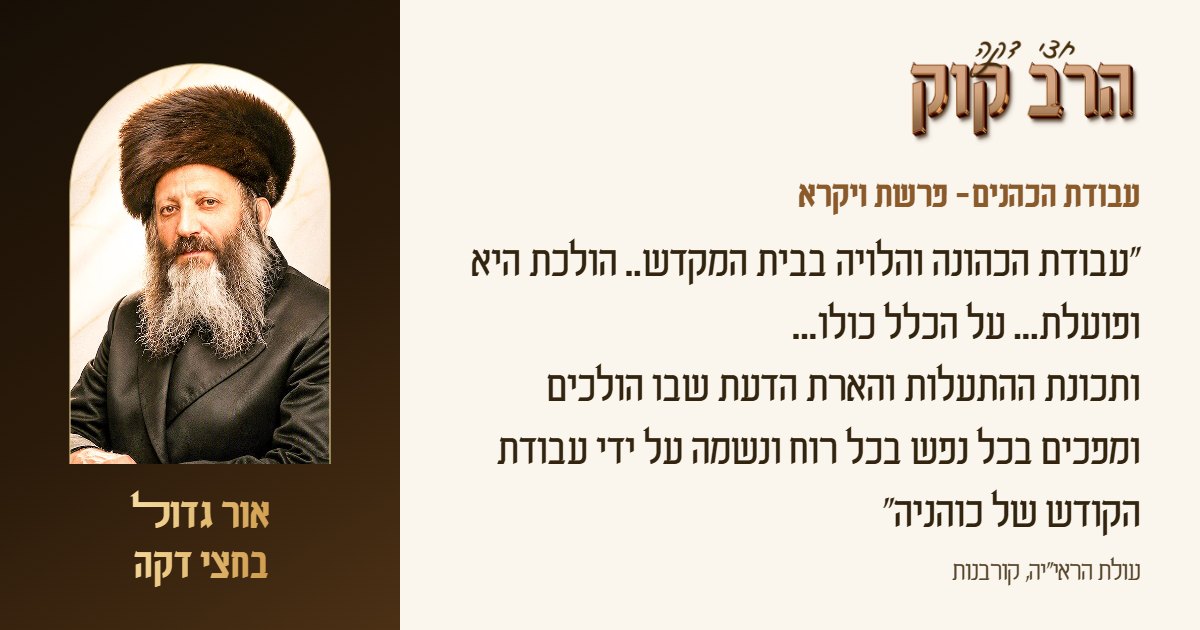 חצי דקה
הרב קוק
עבודת הכהנים- פרשת ויקרא
"עבודת הכהונה והלויה בבית המקדש.. הולכת היא
ופועלת... על הכלל כולו...
ותכונת ההתעלות והארת הדעת שבו הולכים
ומפכים בכל נפש בכל רוח ונשמה על ידי עבודת
הקודש של כוהניה"
עולת הראי"יה, קורבנות
אור גדול
בחצי דקה